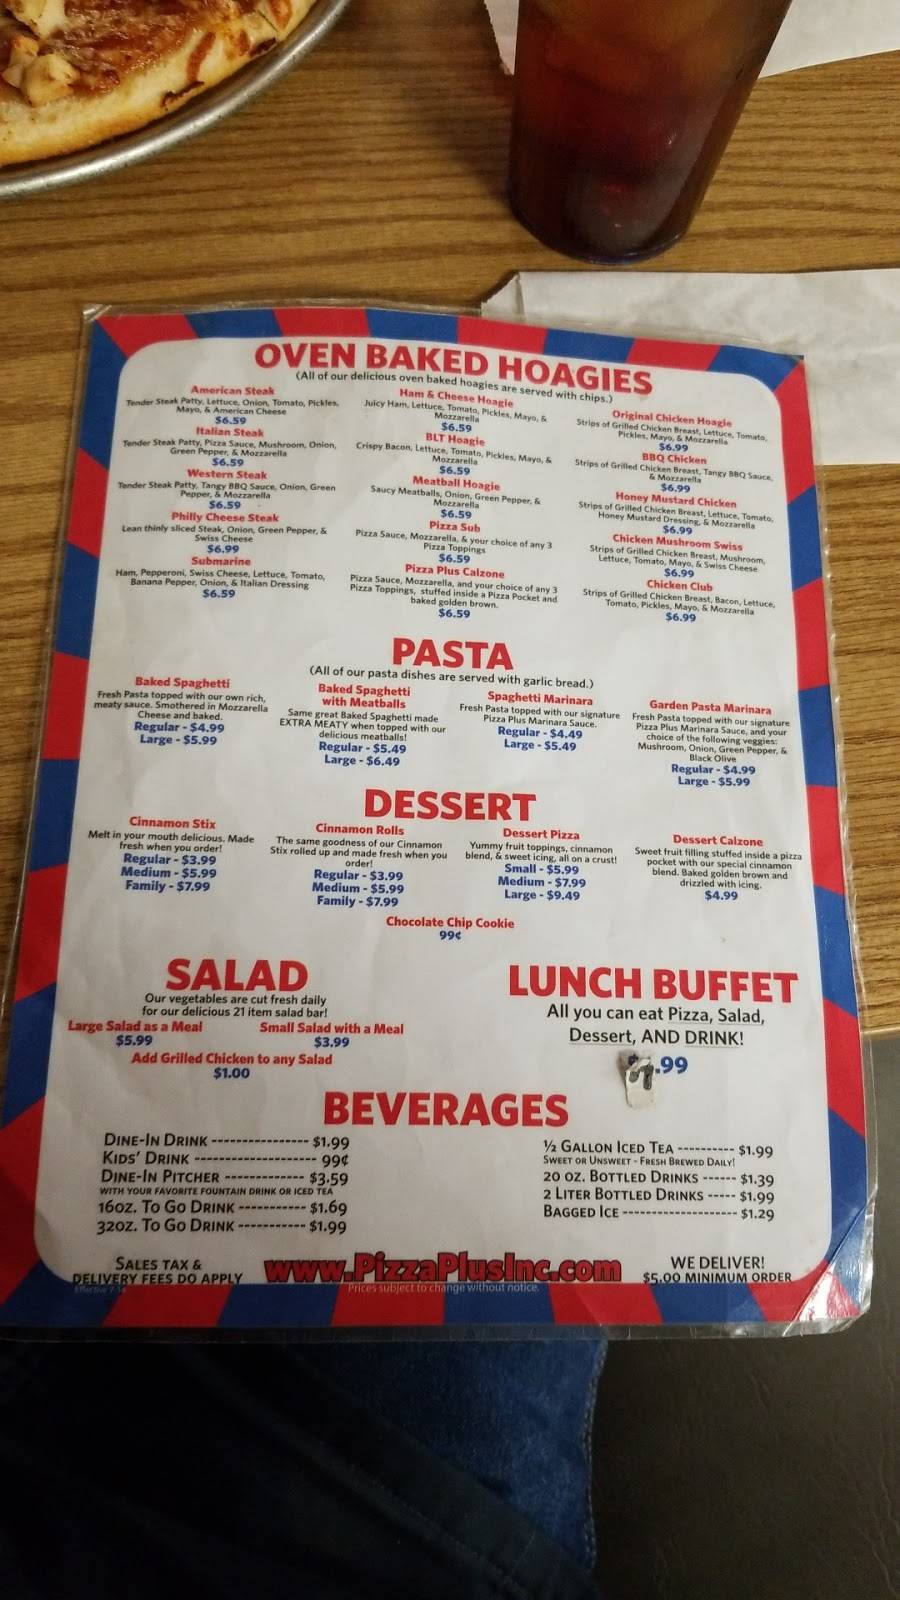 OVEN BAKED HOAGIES
(All of our delicious oven baked hoagies are served with chips.)
American Steak
Tender Steak Patty, Lettuce, Onion, Tomato, Pickles,
Mayo, & American Cheese
$6.59
Italian Steak
Tender Steak Patty, Pizza Sauce, Mushroom, Onion,
Green Pepper, & Mozzarella
$6.59
Western Steak
Tender Steak Patty, Tangy BBQ Sauce, Onion, Green
Pepper, & Mozzarella
$6.59
Philly Cheese Steak
Lean thinly sliced Steak, Onion, Green Pepper, &
Swiss Cheese
$6.99
Submarine
Ham, Pepperoni, Swiss Cheese, Lettuce, Tomato,
Banana Pepper, Onion, & Italian Dressing
$6.59
Ham & Cheese Hoagie
Juicy Ham, Lettuce, Tomato, Pickles, Mayo, &
Mozzarella
$6.59
BLT Hoagie
Crispy Bacon, Lettuce, Tomato, Pickles, Mayo, &
Mozzarella
$6.59
Meatball Hoagie
Saucy Meatballs, Onion, Green Pepper, &
Mozzarella
$6.59
Pizza Sub
Pizza Sauce, Mozzarella, & your choice of any 3
Pizza Toppings
$6.59
Pizza Plus Calzone
Pizza Sauce, Mozzarella, and your choice of any 3
Pizza Toppings, stuffed inside a Pizza Pocket and
baked golden brown.
$6.59
Original Chicken Hoagie
Strips of Grilled Chicken Breast, Lettuce, Tomato,
Pickles, Mayo, & Mozzarella
$6.99
BBQ Chicken
Strips of Grilled Chicken Breast, Tangy BBQ Sauce,
& Mozzarella
$6.99
Honey Mustard Chicken
Strips of Grilled Chicken Breast, Lettuce, Tomato,
Honey Mustard Dressing, & Mozzarella
$6.99
Chicken Mushroom Swiss
Strips of Grilled Chicken Breast, Mushroom,
Lettuce, Tomato, Mayo, & Swiss Cheese
$6.99
Chicken Club
Strips of Grilled Chicken Breast, Bacon, Lettuce,
Tomato, Pickles, Mayo, & Mozzarella
$6.99
PASTA
(All of our pasta dishes are served with garlic bread.)
Baked Spaghetti
Fresh Pasta topped with our own rich,
meaty sauce. Smothered in Mozzarella
Cheese and baked.
Regular - $4.99
Large - $5.99
Baked Spaghetti
with Meatballs
Same great Baked Spaghetti made
EXTRA MEATY when topped with our
delicious meatballs!
Regular - $5.49
Large - $6.49
Spaghetti Marinara
Fresh Pasta topped with our signature
Pizza Plus Marinara Sauce.
Regular - $4.49
Large - $5.49
Garden Pasta Marinara
Fresh Pasta topped with our signature
Pizza Plus Marinara Sauce, and your
choice of the following veggies:
Mushroom, Onion, Green Pepper, &
Black Olive
Regular - $4.99
Large - $5.99
DESSERT
Cinnamon Stix
Melt in your mouth delicious. Made
fresh when you order!
Regular - $3.99
Medium - $5.99
Family - $7.99
Cinnamon Rolls
The same goodness of our Cinnamon
Stix rolled up and made fresh when you
order!
Regular - $3.99
Medium - $5.99
Family - $7.99
Dessert Pizza
Yummy fruit toppings, cinnamon
blend, & sweet icing, all on a crust!
Small - $5.99
Medium - $7.99
Large - $9.49
Dessert Calzone
Sweet fruit filling stuffed inside a pizza
pocket with our special cinnamon
blend. Baked golden brown and
drizzled with icing.
$4.99
Chocolate Chip Cookie
99¢
SALAD
Our vegetables are cut fresh daily
for our delicious 21 item salad bar!
Large Salad as a Meal
$5.99
Small Salad with a Meal
$3.99
Add Grilled Chicken to any Salad
$1.00
LUNCH BUFFET
All you can eat Pizza, Salad,
Dessert, AND DRINK!
.99
BEVERAGES
DINE-IN DRINK ---------------- $1.99
KIDS' DRINK -------------------- 99¢
DINE-IN PITCHER ------------- $3.59
WITH YOUR FAVORITE FOUNTAIN DRINK OR ICED TEA
16OZ. TO GO DRINK ----------- $1.69
32OZ. TO GO DRINK ----------- $1.99
½ GALLON ICED TEA ---------- $1.99
SWEET OR UNSWEET - FRESH BREWED DAILY!
20 OZ. BOTTLED DRINKS ------ $1.39
2 LITER BOTTLED DRINKS ----- $1.99
BAGGED ICE -------------------- $1.29
SALES TAX &
DELIVERY FEES DO APPLY
www.PizzaPlusInc.com
Prices subject to change without notice.
WE DELIVER!
$5.00 MINIMUM ORDER